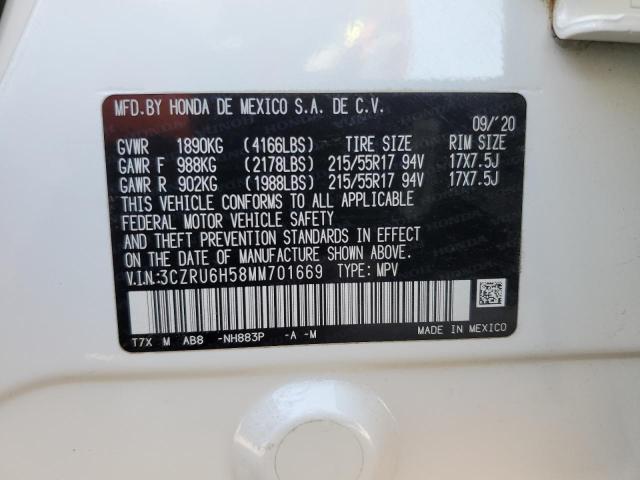 MFD.BY HONDA DE MEXICO S.A. DE C.V.
09/'20
GVWR 1890KG (4166LBS) TIRE SIZE RIM SIZE
GAWR F 988KG (2178LBS) 215/55R17 94V 17X7.5J
GAWR R 902KG (1988LBS) 215/55R17 94V 17X7.5J
THIS VEHICLE CONFORMS TO ALL APPLICABLE
FEDERAL MOTOR VEHICLE SAFETY
AND THEFT PREVENTION STANDARDS IN EFFECT
ON THE DATE OF MANUFACTURE SHOWN ABOVE.
V.I.N:3CZRU6H58MM701669 TYPE: MPV
T7X M AB8 -NH883P -A -M
MADE IN MEXICO